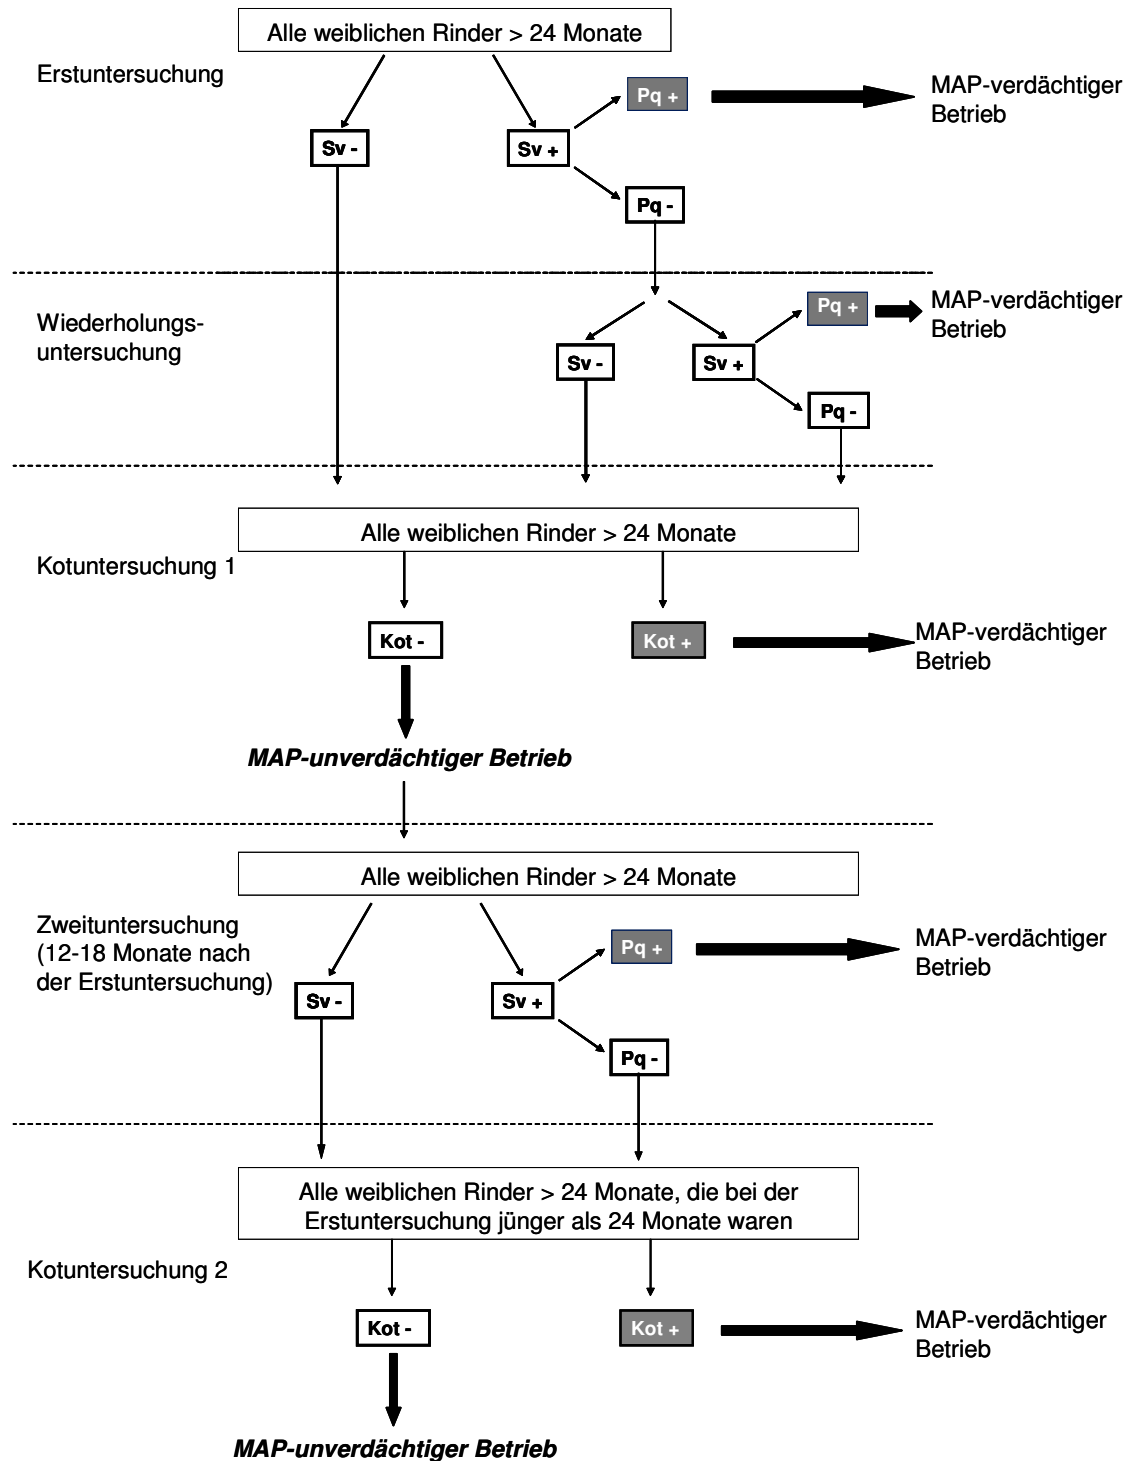 Alle weiblichen Rinder > 24 Monate
Erstuntersuchung
Pq +
MAP-verdächtiger
Betrieb
Sv -
Sv +
Pq -
Wiederholungs-
untersuchung
Pq +
MAP-verdächtiger
Betrieb
Sv -
Sv +
Pq -
Alle weiblichen Rinder > 24 Monate
Kotuntersuchung 1
Kot -
Kot +
MAP-verdächtiger
Betrieb
MAP-unverdächtiger Betrieb
Alle weiblichen Rinder > 24 Monate
Zweituntersuchung
(12-18 Monate nach
der Erstuntersuchung)
Pq +
MAP-verdächtiger
Betrieb
Sv -
Sv +
Pq -
Alle weiblichen Rinder > 24 Monate, die bei der
Erstuntersuchung jünger als 24 Monate waren
Kotuntersuchung 2
Kot -
Kot +
MAP-verdächtiger
Betrieb
MAP-unverdächtiger Betrieb